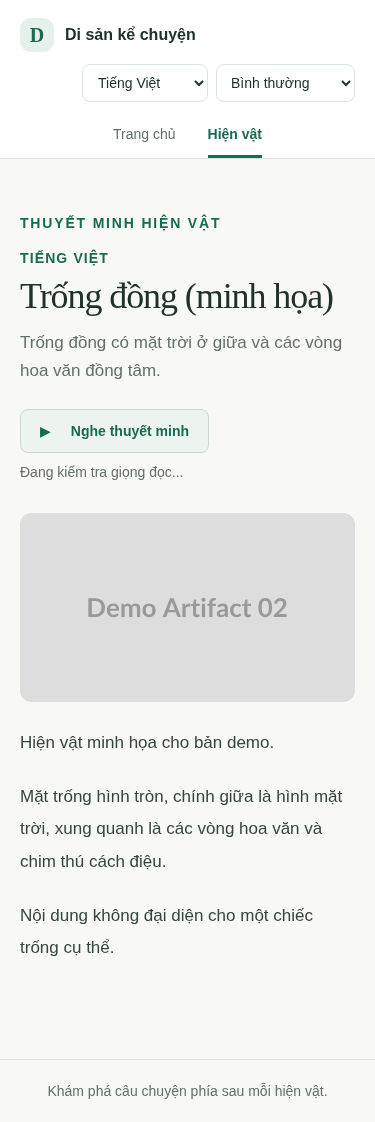 D
Di sản kể chuyện
Tiếng Việt
Bình thường
Trang chủ
Hiện vật
THUYẾT MINH HIỆN VẬT
TIẾNG VIỆT
Trống đồng (minh họa)
Trống đồng có mặt trời ở giữa và các vòng
hoa văn đồng tâm.
▶ Nghe thuyết minh
Đang kiểm tra giọng đọc...
Demo Artifact 02
Hiện vật minh họa cho bản demo.
Mặt trống hình tròn, chính giữa là hình mặt
trời, xung quanh là các vòng hoa văn và
chim thú cách điệu.
Nội dung không đại diện cho một chiếc
trống cụ thể.
Khám phá câu chuyện phía sau mỗi hiện vật.